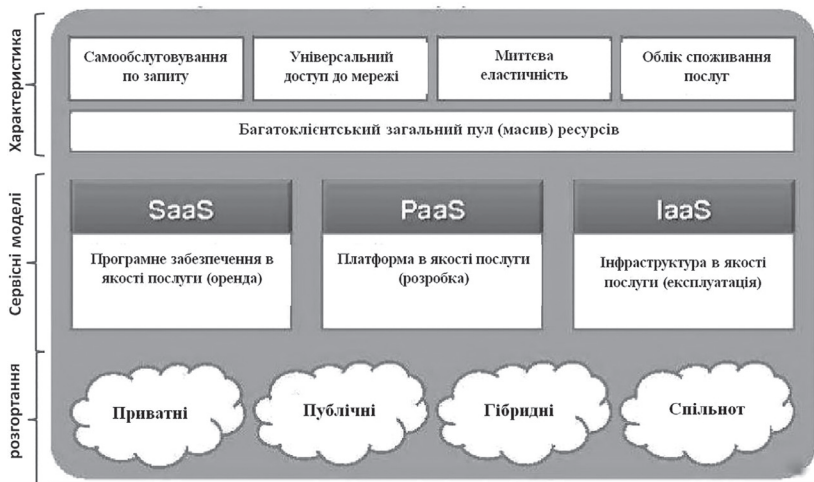 Характеристика
Самообслуговування
по запиту
Універсальний
доступ до мережі
Миттєва
еластичність
Облік споживання
послуг
Багатоклієнтський загальний пул (масив) ресурсів
Сервісні моделі
SaaS
Програмне забезпечення в
якості послуги (оренда)
PaaS
Платформа в якості послуги
(розробка)
IaaS
Інфраструктура в якості
послуги (експлуатація)
розгортання
Приватні
Публічні
Гібридні
Спільнот